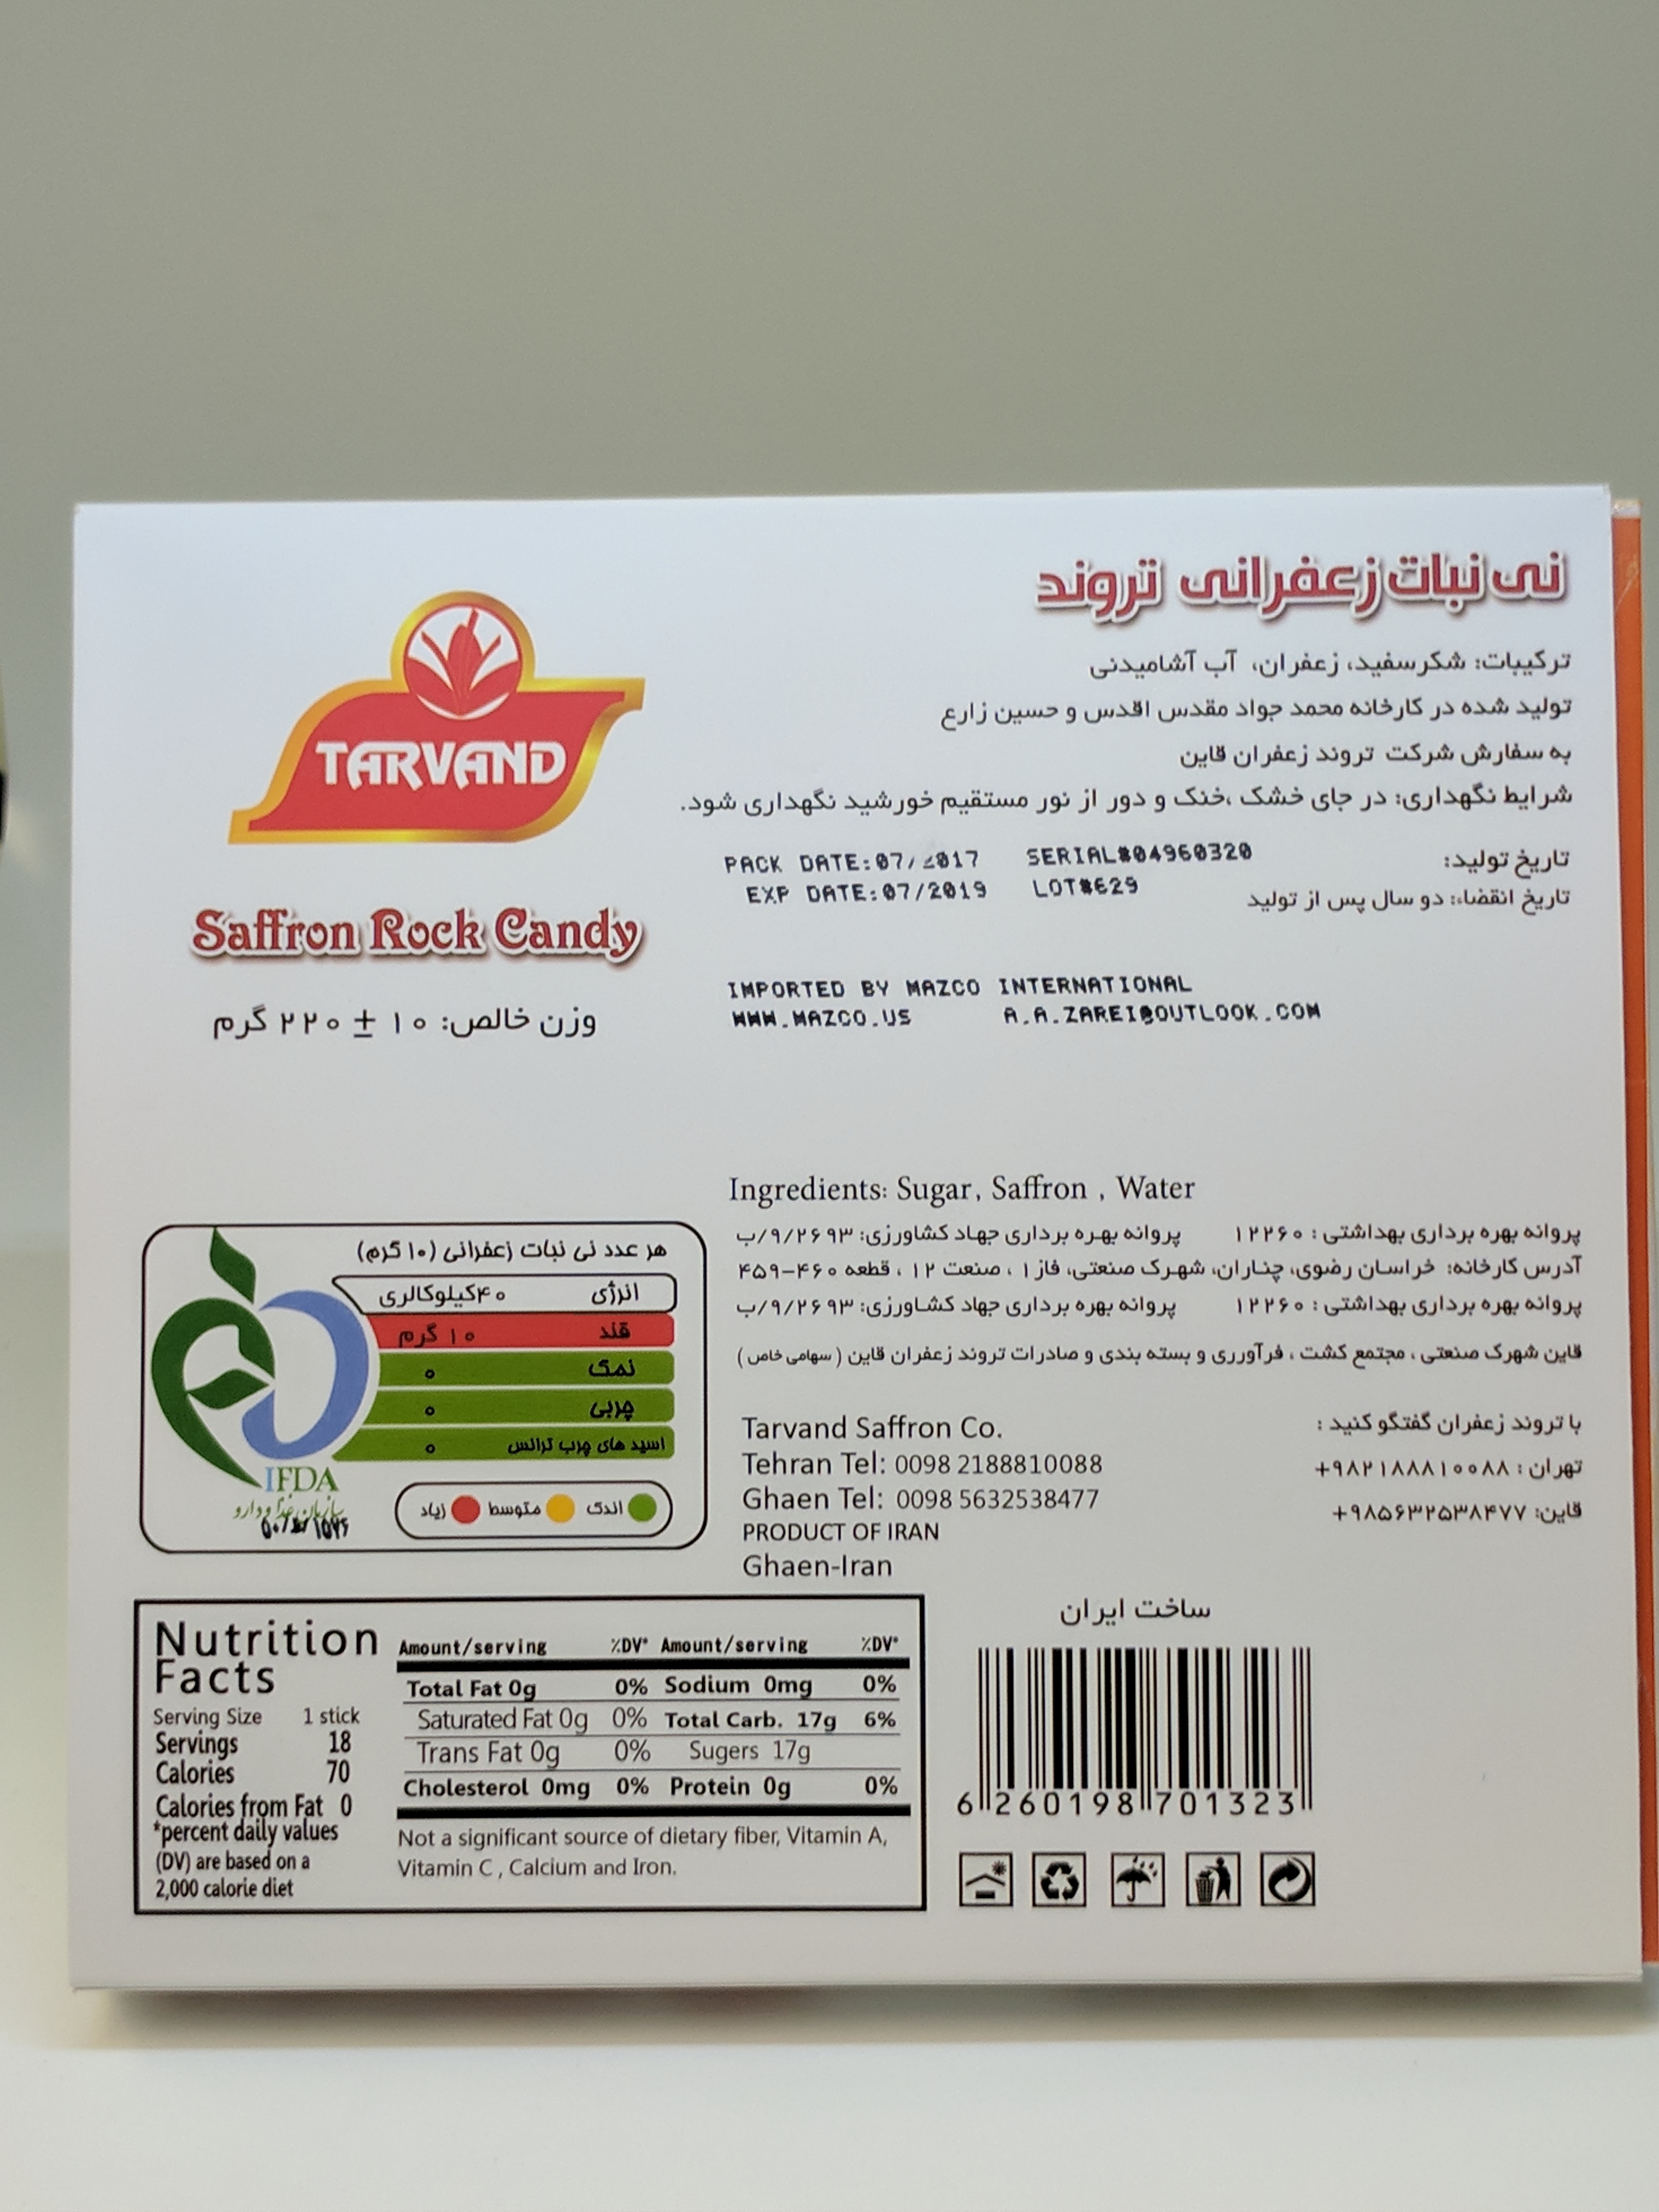 نی نبات زعفرانی تروند
ترکیبات: شکرسفید، زعفران، آب آشامیدنی
تولید شده در کارخانه محمد جواد مقدس اقدس و حسین زارع
به سفارش شرکت تروند زعفران قاین
شرایط نگهداری: در جای خشک ،خنک و دور از نور مستقیم خورشید نگهداری شود.
تاریخ تولید:
تاریخ انقضاء: دو سال پس از تولید
PACK DATE:07/2017 SERIAL#04960320
EXP DATE:07/2019 LOT#629
IMPORTED BY MAZCO INTERNATIONAL
WWW.MAZCO.US A.A.ZAREI@OUTLOOK.COM
TARVAND
Saffron Rock Candy
وزن خالص: ۱۰ ± ۲۲۰ گرم
Ingredients: Sugar, Saffron , Water
پروانه بهره برداری بهداشتی : ۱۲۲۶۰ پروانه بهره برداری جهاد کشاورزی: ۹/۲۶۹۳/ب
آدرس کارخانه: خراسان رضوی، چناران، شهرک صنعتی، فاز ۱ ، صنعت ۱۲ ، قطعه ۴۶۰-۴۵۹
پروانه بهره برداری بهداشتی : ۱۲۲۶۰ پروانه بهره برداری جهاد کشاورزی: ۹/۲۶۹۳/ب
قاین شهرک صنعتی ، مجتمع کشت ، فرآورری و بسته بندی و صادرات تروند زعفران قاین ( سهامی خاص )
با تروند زعفران گفتگو کنید :
تهران : ۹۸۲۱۸۸۸۱۰۰۸۸+
قاین: ۹۸۵۶۳۲۵۳۸۴۷۷+
Tarvand Saffron Co.
Tehran Tel: 0098 2188810088
Ghaen Tel: 0098 5632538477
PRODUCT OF IRAN
Ghaen-Iran
هر عدد نی نبات زعفرانی (۱۰ گرم)
انرژی ۴۰کیلوکالری
قند ۱۰ گرم
نمک ۰
چربی ۰
اسید های چرب ترانس ۰
اندک متوسط زیاد
IFDA
سازمان غذا و دارو
ساخت ایران
6 260198 701323
Nutrition
Facts
Serving Size 1 stick
Servings 18
Calories 70
Calories from Fat 0
*percent daily values
(DV) are based on a
2,000 calorie diet
Amount/serving %DV* Amount/serving %DV*
Total Fat 0g 0% Sodium 0mg 0%
Saturated Fat 0g 0% Total Carb. 17g 6%
Trans Fat 0g 0% Sugers 17g
Cholesterol 0mg 0% Protein 0g 0%
Not a significant source of dietary fiber, Vitamin A,
Vitamin C , Calcium and Iron.